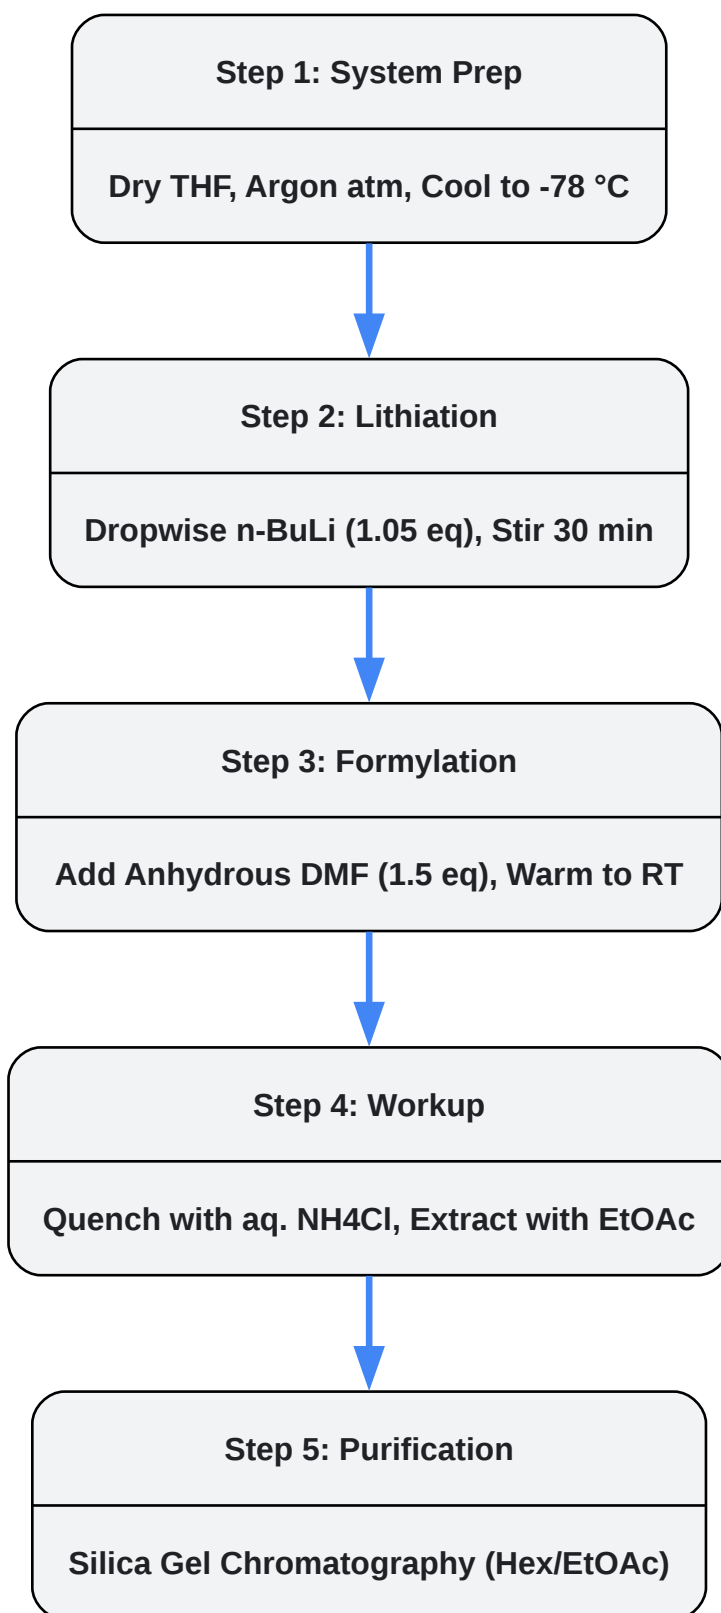 Step 1: System Prep
Dry THF, Argon atm, Cool to -78 °C
Step 2: Lithiation
Dropwise n-BuLi (1.05 eq), Stir 30 min
Step 3: Formylation
Add Anhydrous DMF (1.5 eq), Warm to RT
Step 4: Workup
Quench with aq. NH4Cl, Extract with EtOAc
Step 5: Purification
Silica Gel Chromatography (Hex/EtOAc)